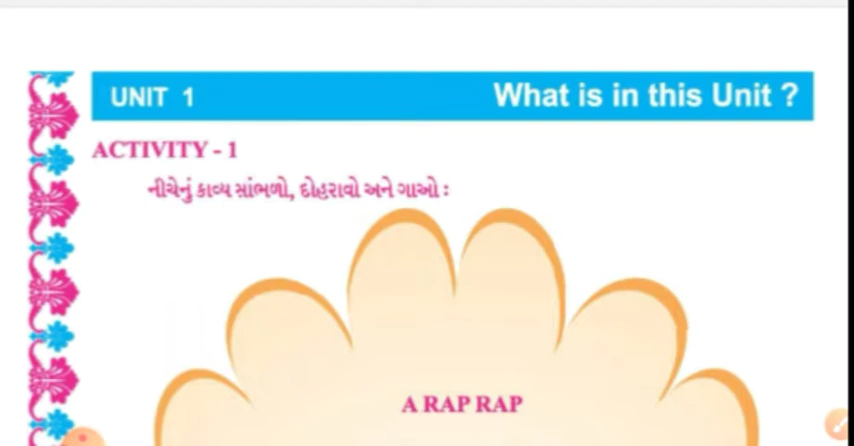 UNIT 1
What is in this Unit ?
ACTIVITY - 1
નીચેનું કાવ્ય સાંભળો, દોહરાવો અને ગાઓ :
A RAP RAP